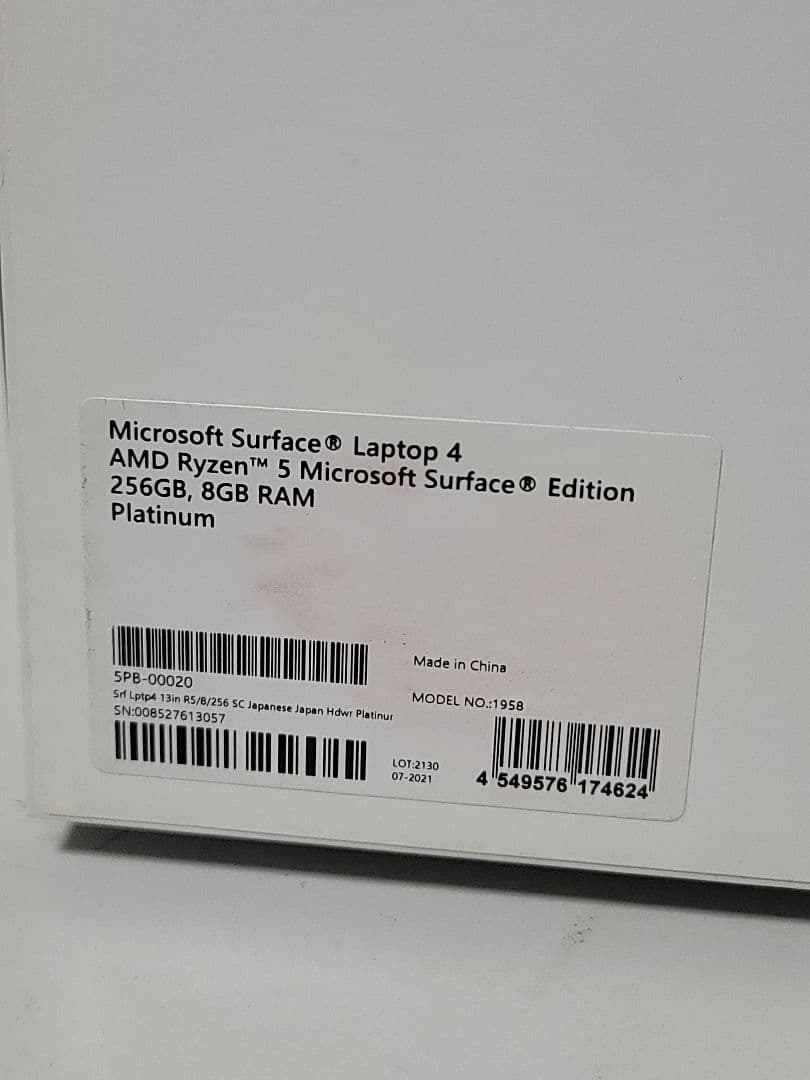 Microsoft Surface® Laptop 4
AMD Ryzen™ 5 Microsoft Surface® Edition
256GB, 8GB RAM
Platinum
5PB-00020
Srf Lptp4 13in R5/8/256 SC Japanese Japan Hdwr Platinur
SN:008527613057
Made in China
MODEL NO.:1958
LOT:2130
07-2021
4 549576 174624